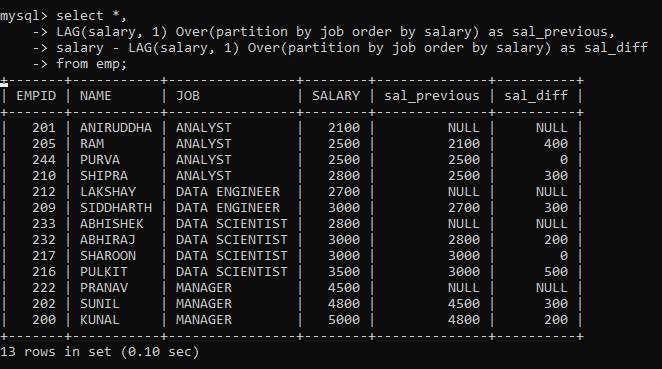 mysql> select *,
    -> LAG(salary, 1) Over(partition by job order by salary) as sal_previous,
    -> salary - LAG(salary, 1) Over(partition by job order by salary) as sal_diff
    -> from emp;
+-------+-----------+----------------+--------+--------------+----------+
| EMPID | NAME      | JOB            | SALARY | sal_previous | sal_diff |
+-------+-----------+----------------+--------+--------------+----------+
|   201 | ANIRUDDHA | ANALYST        |   2100 |         NULL |     NULL |
|   205 | RAM       | ANALYST        |   2500 |         2100 |      400 |
|   244 | PURVA     | ANALYST        |   2500 |         2500 |        0 |
|   210 | SHIPRA    | ANALYST        |   2800 |         2500 |      300 |
|   212 | LAKSHAY   | DATA ENGINEER  |   2700 |         NULL |     NULL |
|   209 | SIDDHARTH | DATA ENGINEER  |   3000 |         2700 |      300 |
|   233 | ABHISHEK  | DATA SCIENTIST |   2800 |         NULL |     NULL |
|   232 | ABHIRAJ   | DATA SCIENTIST |   3000 |         2800 |      200 |
|   217 | SHAROON   | DATA SCIENTIST |   3000 |         3000 |        0 |
|   216 | PULKIT    | DATA SCIENTIST |   3500 |         3000 |      500 |
|   222 | PRANAV    | MANAGER        |   4500 |         NULL |     NULL |
|   202 | SUNIL     | MANAGER        |   4800 |         4500 |      300 |
|   200 | KUNAL     | MANAGER        |   5000 |         4800 |      200 |
+-------+-----------+----------------+--------+--------------+----------+
13 rows in set (0.10 sec)